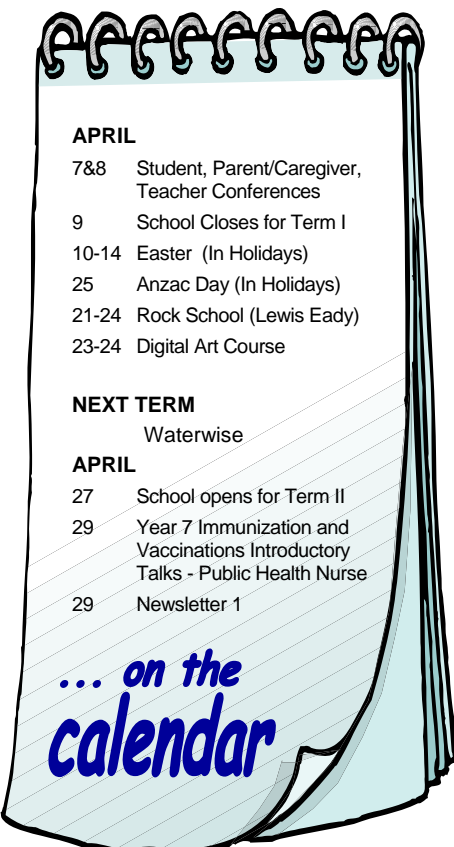 APRIL
7&8 Student, Parent/Caregiver,
Teacher Conferences
9 School Closes for Term I
10-14 Easter (In Holidays)
25 Anzac Day (In Holidays)
21-24 Rock School (Lewis Eady)
23-24 Digital Art Course
NEXT TERM
Waterwise
APRIL
27 School opens for Term II
29 Year 7 Immunization and
Vaccinations Introductory
Talks - Public Health Nurse
29 Newsletter 1
... on the
calendar